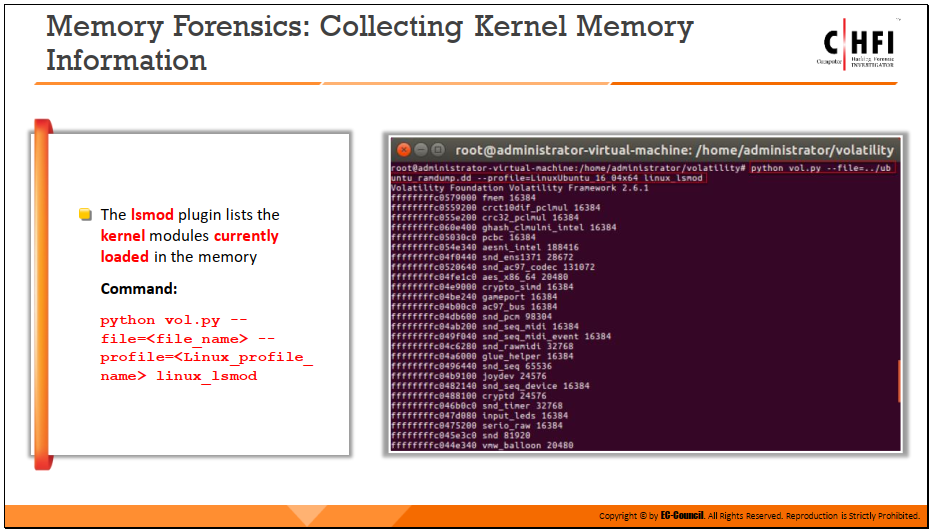 Memory Forensics: Collecting Kernel Memory
Information
CHFI
Computer Hacking Forensic
INVESTIGATOR
The lsmod plugin lists the
kernel modules currently
loaded in the memory
Command:
python vol.py --
file=<file_name> --
profile=<Linux_profile_
name> linux_lsmod
root@administrator-virtual-machine: /home/administrator/volatility
root@administrator-virtual-machine:/home/administrator/volatility# python vol.py --file=../ub
untu_ramdump.dd --profile=LinuxUbuntu_16_04x64 linux_lsmod
Volatility Foundation Volatility Framework 2.6.1
ffffffffc0579000 fmem 16384
ffffffffc0559200 crct10dif_pclmul 16384
ffffffffc055e200 crc32_pclmul 16384
ffffffffc060e400 ghash_clmulni_intel 16384
ffffffffc05030c0 pcbc 16384
ffffffffc054e340 aesni_intel 188416
ffffffffc04f0440 snd_ens1371 28672
ffffffffc0520640 snd_ac97_codec 131072
ffffffffc04fe1c0 aes_x86_64 20480
ffffffffc04e9000 crypto_simd 16384
ffffffffc04be240 gameport 16384
ffffffffc04b00c0 ac97_bus 16384
ffffffffc04db600 snd_pcm 98304
ffffffffc04ab200 snd_seq_midi 16384
ffffffffc049f040 snd_seq_midi_event 16384
ffffffffc04c6280 snd_rawmidi 32768
ffffffffc04a6000 glue_helper 16384
ffffffffc0496440 snd_seq 65536
ffffffffc04b9100 joydev 24576
ffffffffc0482140 snd_seq_device 16384
ffffffffc0488100 cryptd 24576
ffffffffc046b0c0 snd_timer 32768
ffffffffc047d080 input_leds 16384
ffffffffc0475200 serio_raw 16384
ffffffffc045e3c0 snd 81920
ffffffffc044e340 vmw_balloon 20480
Copyright © by EC-Council. All Rights Reserved. Reproduction is Strictly Prohibited.